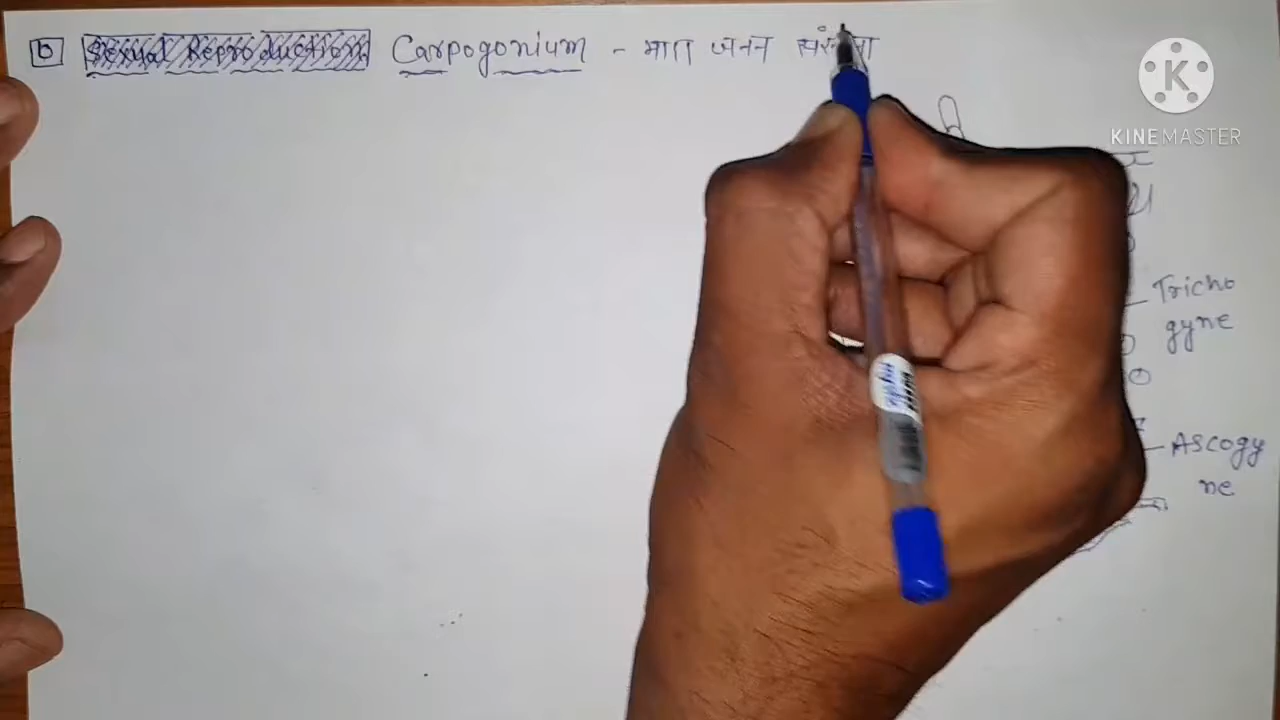 b Sexual Reproduction Carpogonium - मादा जनन संरचना
K
KINEMASTER
Tricho
gyne
Ascogy
ne